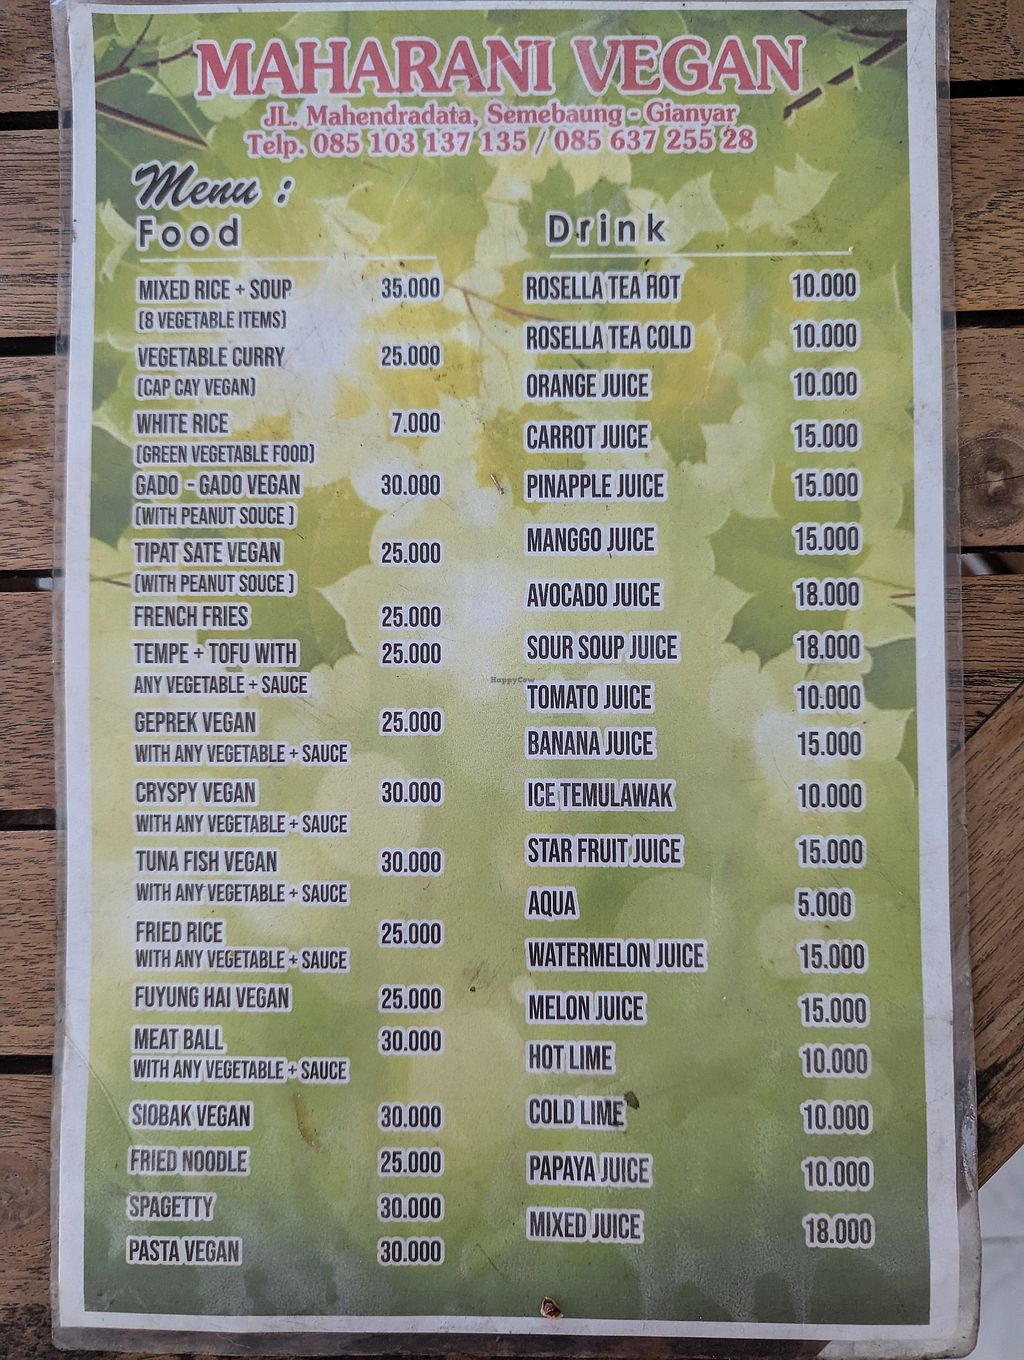 MAHARANI VEGAN
JL. Mahendradata, Semebaung - Gianyar
Telp. 085 103 137 135 / 085 637 255 28
Menu :
Food
MIXED RICE + SOUP 35.000
(8 VEGETABLE ITEMS)
VEGETABLE CURRY 25.000
(CAP CAY VEGAN)
WHITE RICE 7.000
(GREEN VEGETABLE FOOD)
GADO - GADO VEGAN 30.000
(WITH PEANUT SOUCE )
TIPAT SATE VEGAN 25.000
(WITH PEANUT SOUCE )
FRENCH FRIES 25.000
TEMPE + TOFU WITH 25.000
ANY VEGETABLE + SAUCE
GEPREK VEGAN 25.000
WITH ANY VEGETABLE + SAUCE
CRYSPY VEGAN 30.000
WITH ANY VEGETABLE + SAUCE
TUNA FISH VEGAN 30.000
WITH ANY VEGETABLE + SAUCE
FRIED RICE 25.000
WITH ANY VEGETABLE + SAUCE
FUYUNG HAI VEGAN 25.000
MEAT BALL 30.000
WITH ANY VEGETABLE + SAUCE
SIOBAK VEGAN 30.000
FRIED NOODLE 25.000
SPAGETTY 30.000
PASTA VEGAN 30.000
Drink
ROSELLA TEA HOT 10.000
ROSELLA TEA COLD 10.000
ORANGE JUICE 10.000
CARROT JUICE 15.000
PINAPPLE JUICE 15.000
MANGGO JUICE 15.000
AVOCADO JUICE 18.000
SOUR SOUP JUICE 18.000
TOMATO JUICE 10.000
BANANA JUICE 15.000
ICE TEMULAWAK 10.000
STAR FRUIT JUICE 15.000
AQUA 5.000
WATERMELON JUICE 15.000
MELON JUICE 15.000
HOT LIME 10.000
COLD LIME 10.000
PAPAYA JUICE 10.000
MIXED JUICE 18.000
HappyCow